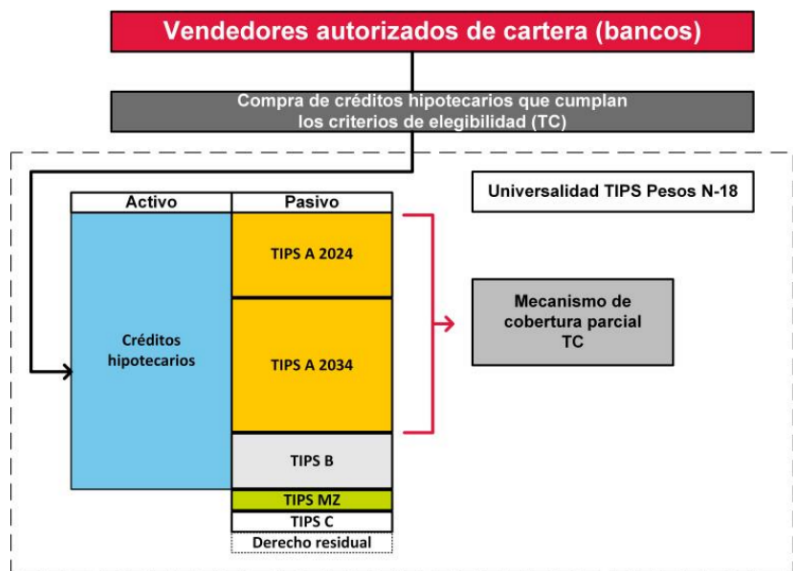 Vendedores autorizados de cartera (bancos)
Compra de créditos hipotecarios que cumplan
los criterios de elegibilidad (TC)
Universalidad TIPS Pesos N-18
Activo
Pasivo
TIPS A 2024
Mecanismo de
cobertura parcial
TC
Créditos
hipotecarios
TIPS A 2034
TIPS B
TIPS MZ
TIPS C
Derecho residual